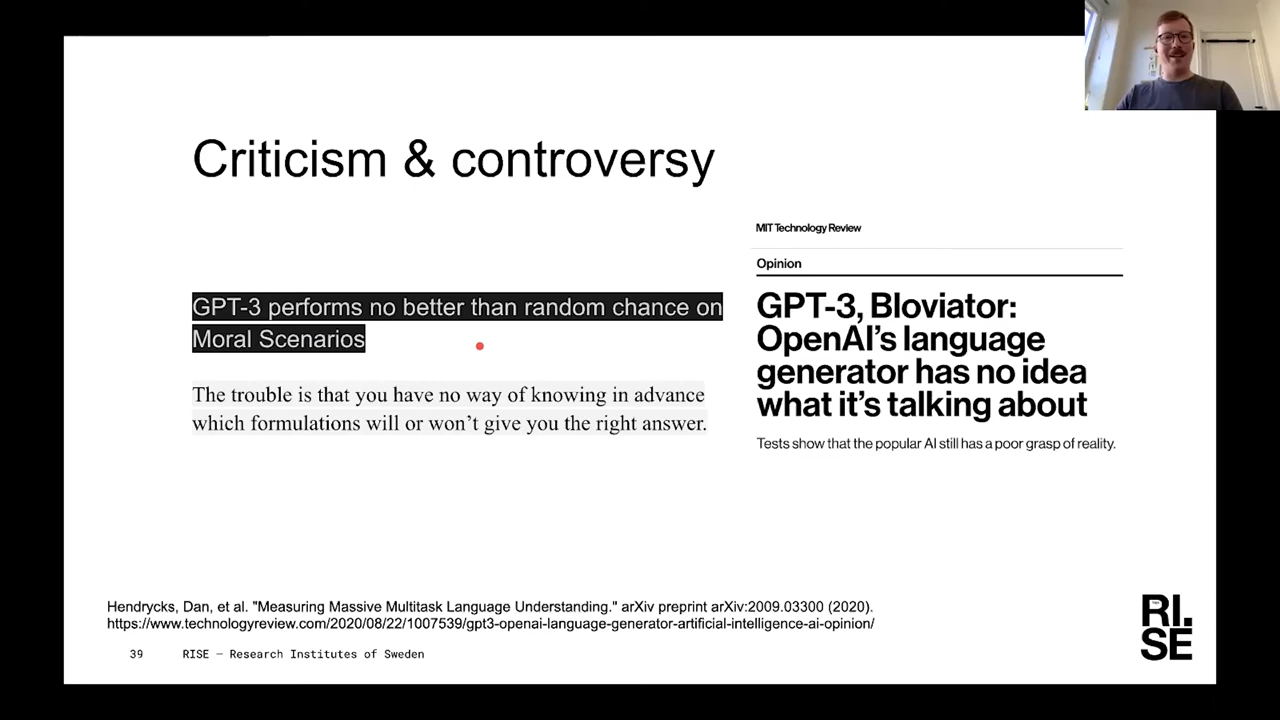 Criticism & controversy
GPT-3 performs no better than random chance on
Moral Scenarios
The trouble is that you have no way of knowing in advance
which formulations will or won’t give you the right answer.
MIT Technology Review
Opinion
GPT-3, Bloviator:
OpenAI’s language
generator has no idea
what it’s talking about
Tests show that the popular AI still has a poor grasp of reality.
Hendrycks, Dan, et al. "Measuring Massive Multitask Language Understanding." arXiv preprint arXiv:2009.03300 (2020).
https://www.technologyreview.com/2020/08/22/1007539/gpt3-openai-language-generator-artificial-intelligence-ai-opinion/
39
RISE — Research Institutes of Sweden
RI.
SE